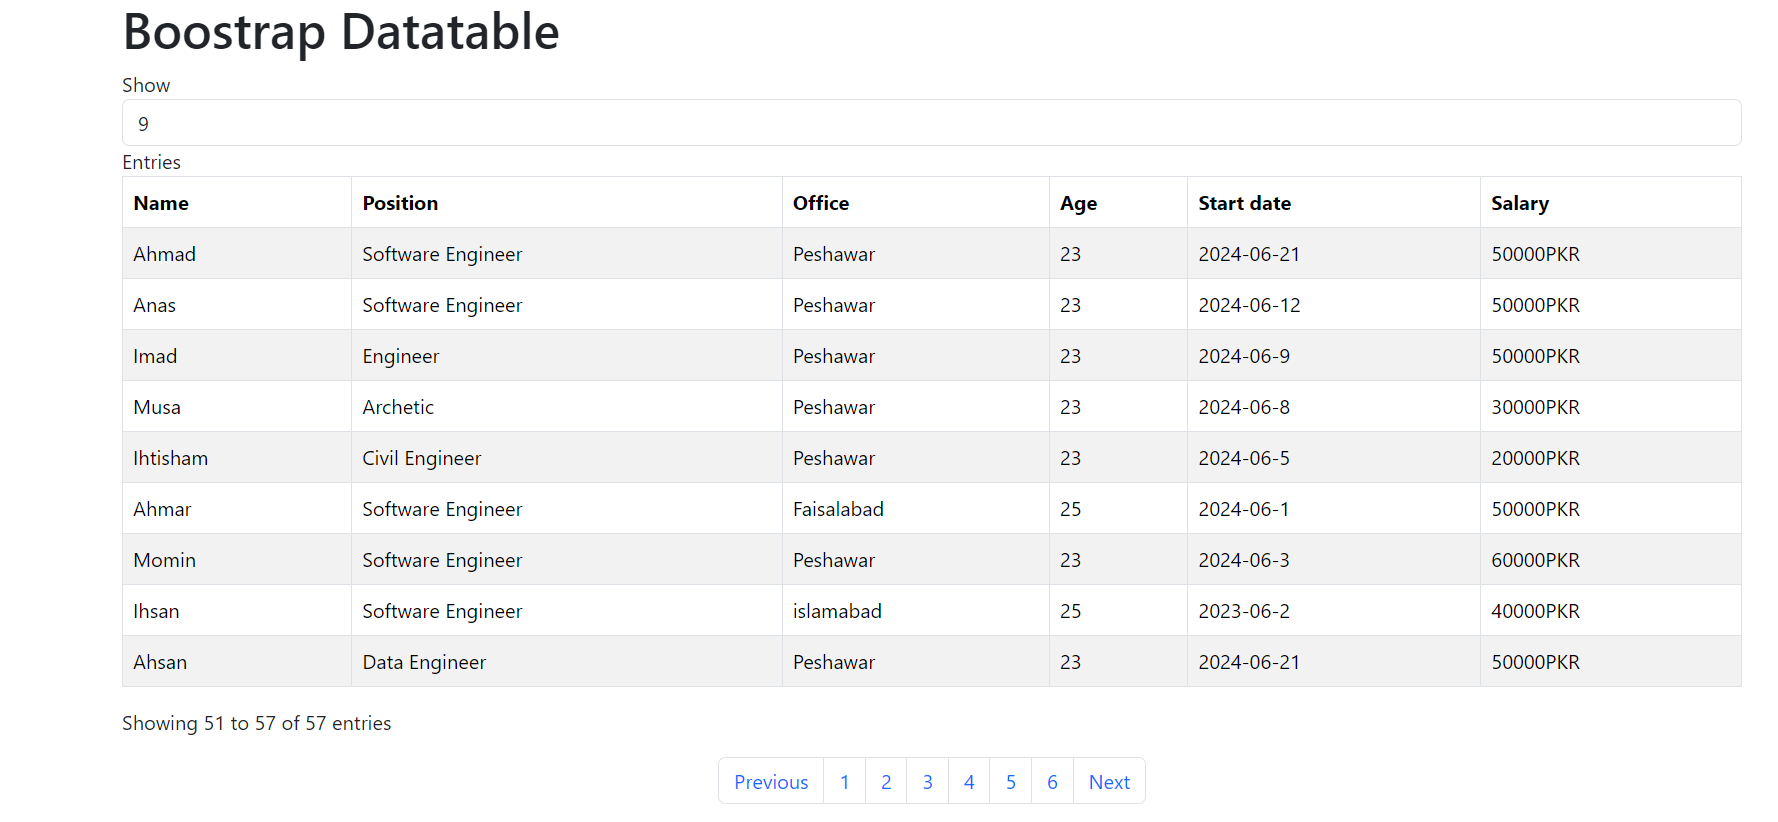 Boostrap Datatable
Show
9
Entries
Name Position Office Age Start date Salary
Ahmad Software Engineer Peshawar 23 2024-06-21 50000PKR
Anas Software Engineer Peshawar 23 2024-06-12 50000PKR
Imad Engineer Peshawar 23 2024-06-9 50000PKR
Musa Archetic Peshawar 23 2024-06-8 30000PKR
Ihtisham Civil Engineer Peshawar 23 2024-06-5 20000PKR
Ahmar Software Engineer Faisalabad 25 2024-06-1 50000PKR
Momin Software Engineer Peshawar 23 2024-06-3 60000PKR
Ihsan Software Engineer islamabad 25 2023-06-2 40000PKR
Ahsan Data Engineer Peshawar 23 2024-06-21 50000PKR
Showing 51 to 57 of 57 entries
Previous 1 2 3 4 5 6 Next